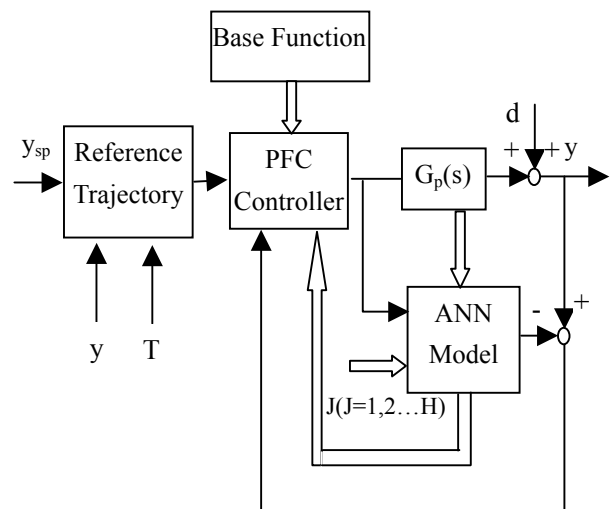 Base Function
d
y_sp
Reference
Trajectory
PFC
Controller
G_p(s)
+
+
y
ANN
Model
-
+
y
T
J(J=1,2…H)